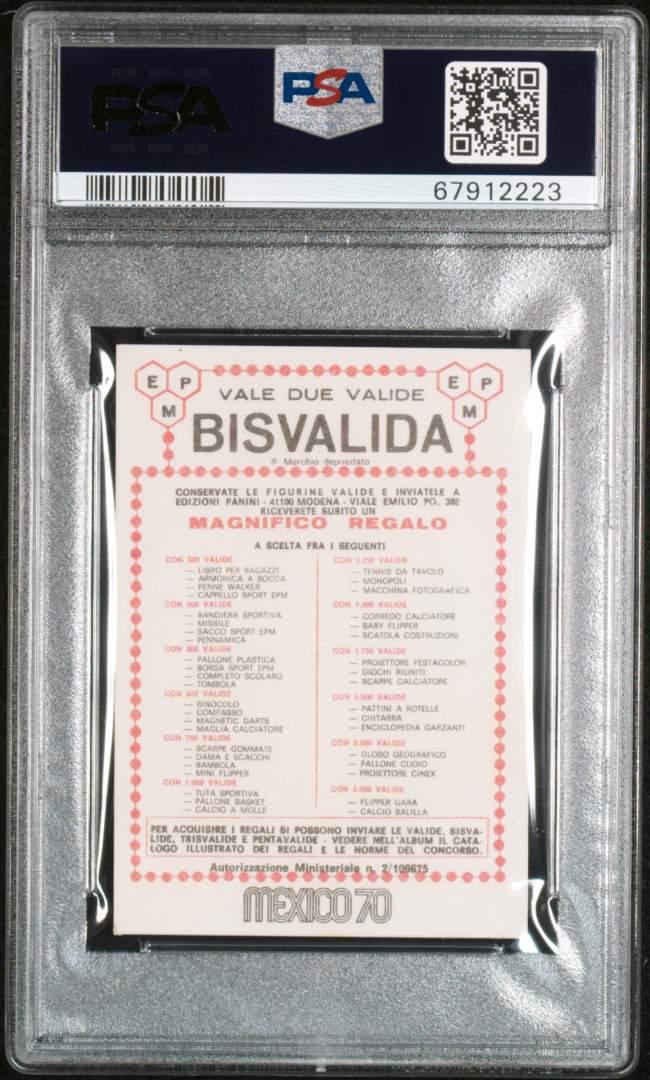 PSA
PSA
67912223
E P M
E P M
VALE DUE VALIDE
BISVALIDA
® Marchio depositato
CONSERVATE LE FIGURINE VALIDE E INVIATELE A
EDIZIONI PANINI - 41100 MODENA - VIALE EMILIO PO, 380
RICEVERETE SUBITO UN
MAGNIFICO REGALO
A SCELTA FRA I SEGUENTI
CON 300 VALIDE
— LIBRO PER RAGAZZI
— ARMONICA A BOCCA
— PENNE WALKER
— CAPPELLO SPORT EPM
CON 400 VALIDE
— BANDIERA SPORTIVA
— MISSILE
— SACCO SPORT EPM
— PENNAMICA
CON 500 VALIDE
— PALLONE PLASTICA
— BORSA SPORT EPM
— COMPLETO SCOLARO
— TOMBOLA
CON 600 VALIDE
— BINOCOLO
— COMPASSO
— MAGNETIC DARTS
— MAGLIA CALCIATORE
CON 750 VALIDE
— SCARPE GOMMATE
— DAMA E SCACCHI
— BAMBOLA
— MINI FLIPPER
CON 1.000 VALIDE
— TUTA SPORTIVA
— PALLONE BASKET
— CALCIO A MOLLE
CON 1.250 VALIDE
— TENNIS DA TAVOLO
— MONOPOLI
— MACCHINA FOTOGRAFICA
CON 1.500 VALIDE
— CORREDO CALCIATORE
— BABY FLIPPER
— SCATOLA COSTRUZIONI
CON 1.750 VALIDE
— PROIETTORE FESTACOLOR
— GIOCHI RIUNITI
— SCARPE CALCIATORE
CON 2.000 VALIDE
— PATTINI A ROTELLE
— CHITARRA
— ENCICLOPEDIA GARZANTI
CON 2.500 VALIDE
— GLOBO GEOGRAFICO
— PALLONE CUOIO
— PROIETTORE CINEX
CON 3.000 VALIDE
— FLIPPER GARA
— CALCIO BALILLA
PER ACQUISIRE I REGALI SI POSSONO INVIARE LE VALIDE, BISVA-
LIDE, TRISVALIDE E PENTAVALIDE - VEDERE NELL'ALBUM IL CATA-
LOGO ILLUSTRATO DEI REGALI E LE NORME DEL CONCORSO.
Autorizzazione Ministeriale n. 2/106675
MEXICO 70